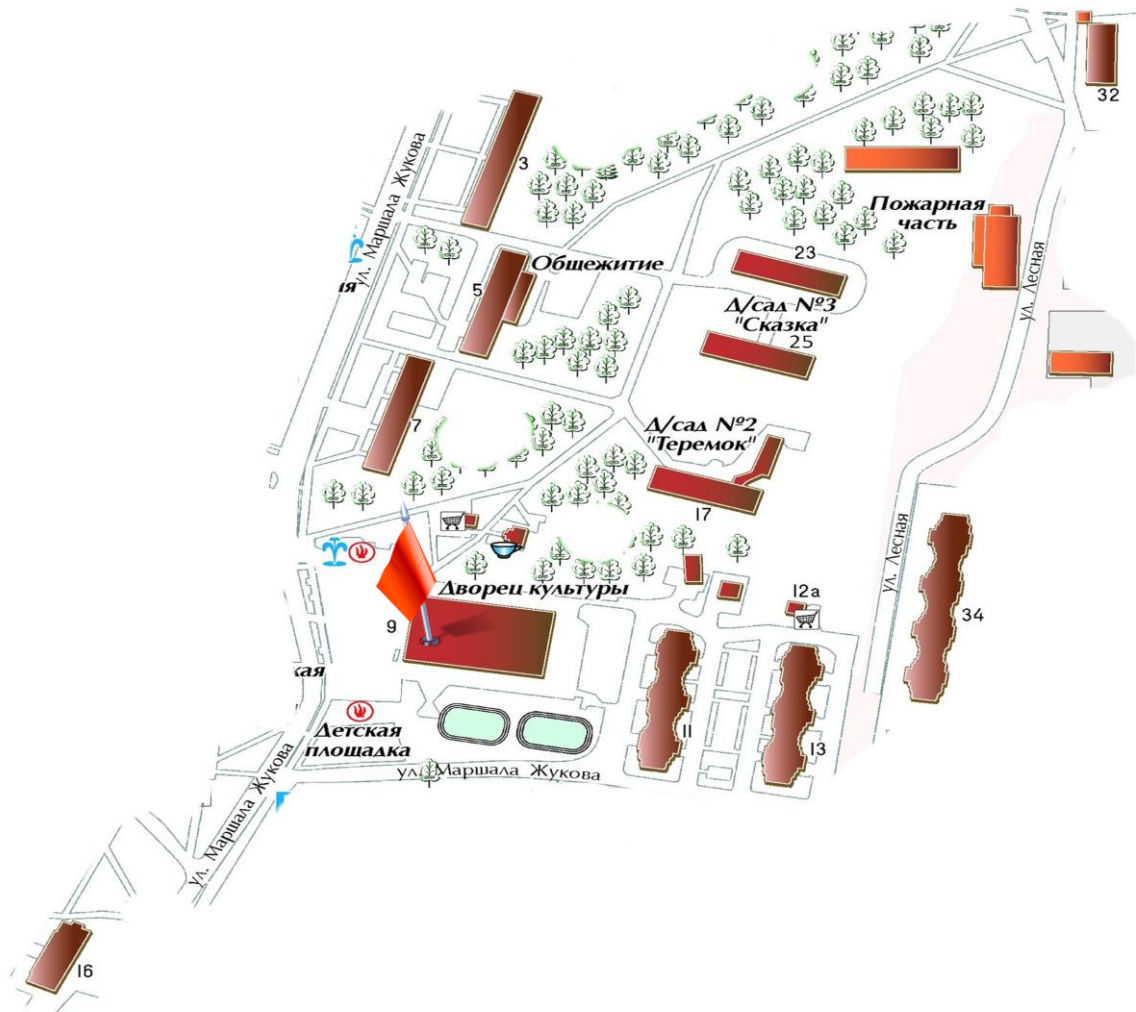 32
ул. Маршала Жукова
3
Пожарная
часть
ул. Лесная
Общежитие
23
5
ия
Д/сад №3
"Сказка"
25
Д/сад №2
"Теремок"
7
17
ул. Лесная
12а
34
Дворец культуры
9
кая
11
13
Детская
площадка
ул. Маршала Жукова
ул. Маршала Жукова
16